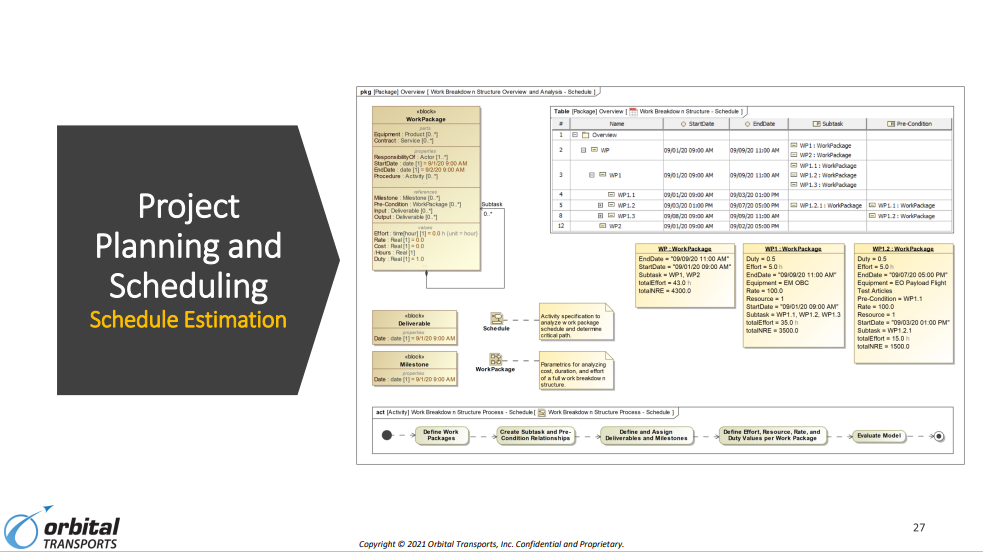 Project
Planning and
Scheduling
Schedule Estimation
pkg [Package] Overview [ Work Breakdown Structure Overview and Analysis - Schedule ]
«block»
WorkPackage
parts
Equipment : Product [0..*]
Contract : Service [0..*]
properties
ResponsibilityOf : Actor [1..*]
StartDate : date [1] = 9/1/20 9:00 AM
EndDate : date [1] = 9/2/20 9:00 AM
Procedure : Activity [0..*]
references
Milestone : Milestone [0..*]
Pre-Condition : WorkPackage [0..*]
Input : Deliverable [0..*]
Output : Deliverable [0..*]
values
Effort : time[hour] [1] = 0.0 h {unit = hour}
Rate : Real [1] = 0.0
Cost : Real [1] = 0.0
/Hours : Real [1]
Duty : Real [1] = 1.0
Subtask
0..*
Table [Package] Overview [ Work Breakdown Structure - Schedule ]
# Name StartDate EndDate Subtask Pre-Condition
1 Overview
2 WP 09/01/20 09:00 AM 09/09/20 11:00 AM WP1 : WorkPackage
WP2 : WorkPackage
3 WP1 09/01/20 09:00 AM 09/09/20 11:00 AM WP1.1 : WorkPackage
WP1.2 : WorkPackage
WP1.3 : WorkPackage
4 WP1.1 09/01/20 09:00 AM 09/03/20 01:00 PM
5 WP1.2 09/03/20 01:00 PM 09/07/20 05:00 PM WP1.2.1 : WorkPackage WP1.1 : WorkPackage
8 WP1.3 09/08/20 09:00 AM 09/09/20 11:00 AM WP1.2 : WorkPackage
12 WP2 09/01/20 09:00 AM 09/02/20 05:00 PM
WP : WorkPackage
EndDate = "09/09/20 11:00 AM"
StartDate = "09/01/20 09:00 AM"
Subtask = WP1, WP2
totalEffort = 43.0 h
totalNRE = 4300.0
WP1 : WorkPackage
Duty = 0.5
Effort = 5.0 h
EndDate = "09/09/20 11:00 AM"
Equipment = EM OBC
Rate = 100.0
Resource = 1
StartDate = "09/01/20 09:00 AM"
Subtask = WP1.1, WP1.2, WP1.3
totalEffort = 35.0 h
totalNRE = 3500.0
WP1.2 : WorkPackage
Duty = 0.5
Effort = 5.0 h
EndDate = "09/07/20 05:00 PM"
Equipment = EO Payload Flight
Test Articles
Pre-Condition = WP1.1
Rate = 100.0
Resource = 1
StartDate = "09/03/20 01:00 PM"
Subtask = WP1.2.1
totalEffort = 15.0 h
totalNRE = 1500.0
«block»
Deliverable
properties
Date : date [1] = 9/1/20 9:00 AM
«block»
Milestone
properties
Date : date [1] = 9/1/20 9:00 AM
Schedule
Activity specification to
analyze work package
schedule and determine
critical path.
WorkPackage
Parametrics for analyzing
cost, duration, and effort
of a full work breakdown
structure.
act [Activity] Work Breakdown Structure Process - Schedule [ Work Breakdown Structure Process - Schedule ]
Define Work
Packages
Create Subtask and Pre-
Condition Relationships
Define and Assign
Deliverables and Milestones
Define Effort, Resource, Rate, and
Duty Values per Work Package
Evaluate Model
orbital
TRANSPORTS
Copyright © 2021 Orbital Transports, Inc. Confidential and Proprietary.
27